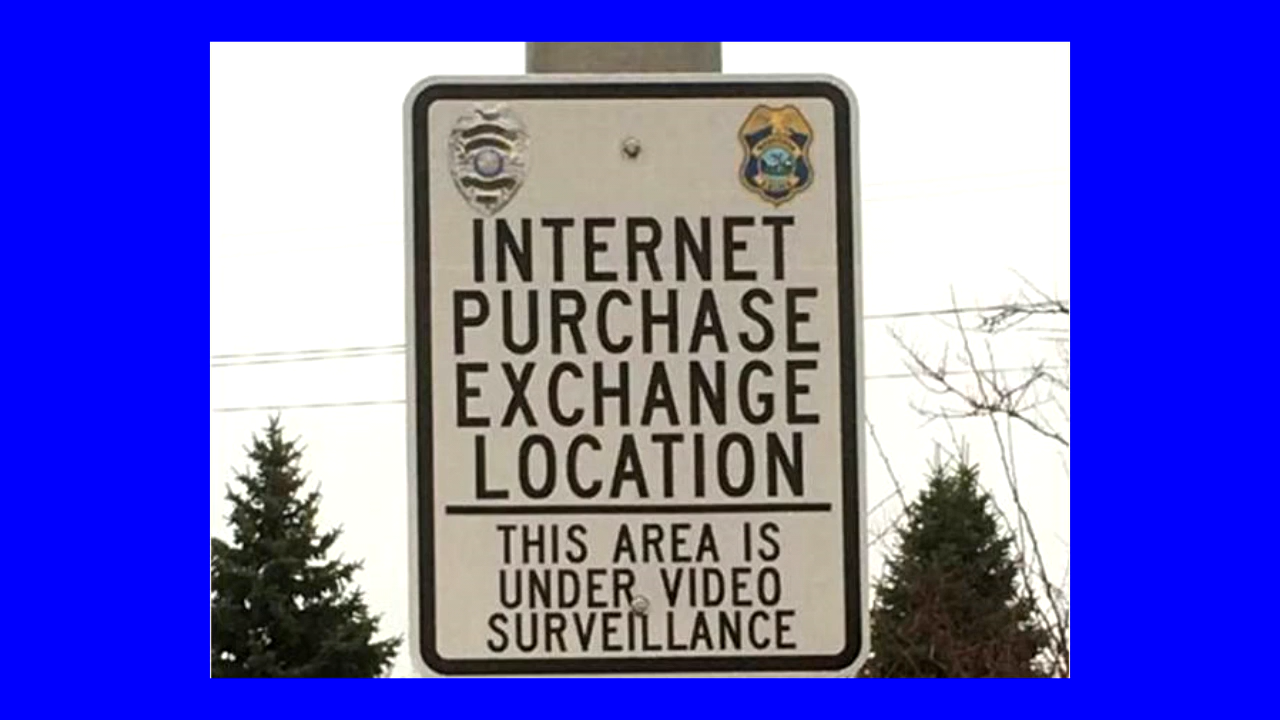 INTERNET
PURCHASE
EXCHANGE
LOCATION
THIS AREA IS
UNDER VIDEO
SURVEILLANCE